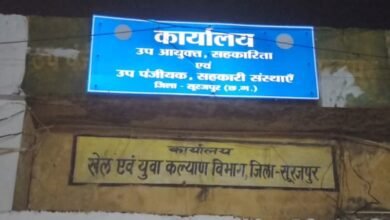 कार्यालय
उप आयुक्त, सहकारिता
एवं
उप पंजीयक, सहकारी संस्थाएँ
जिला - सूरजपुर (छ.ग.)
कार्यालय
खेल एवं युवा कल्याण विभाग, जिला-सूरजपुर